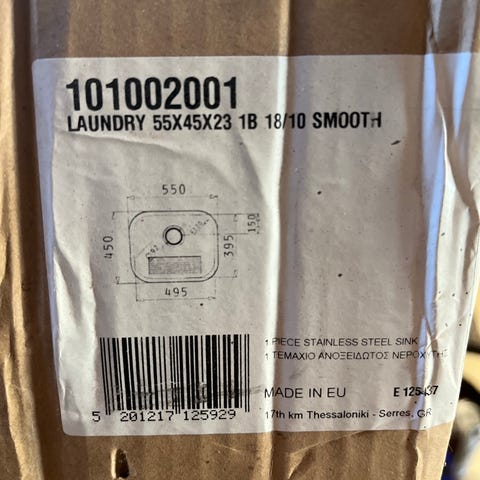 101002001
LAUNDRY 55X45X23 1B 18/10 SMOOTH
550
150
450
395
495
1 PIECE STAINLESS STEEL SINK
1 ΤΕΜΑΧΙΟ ΑΝΟΞΕΙΔΩΤΟΣ ΝΕΡΟΧΥΤΗΣ
MADE IN EU
5 201217 125929
17th km Thessaloniki - Serres, GR